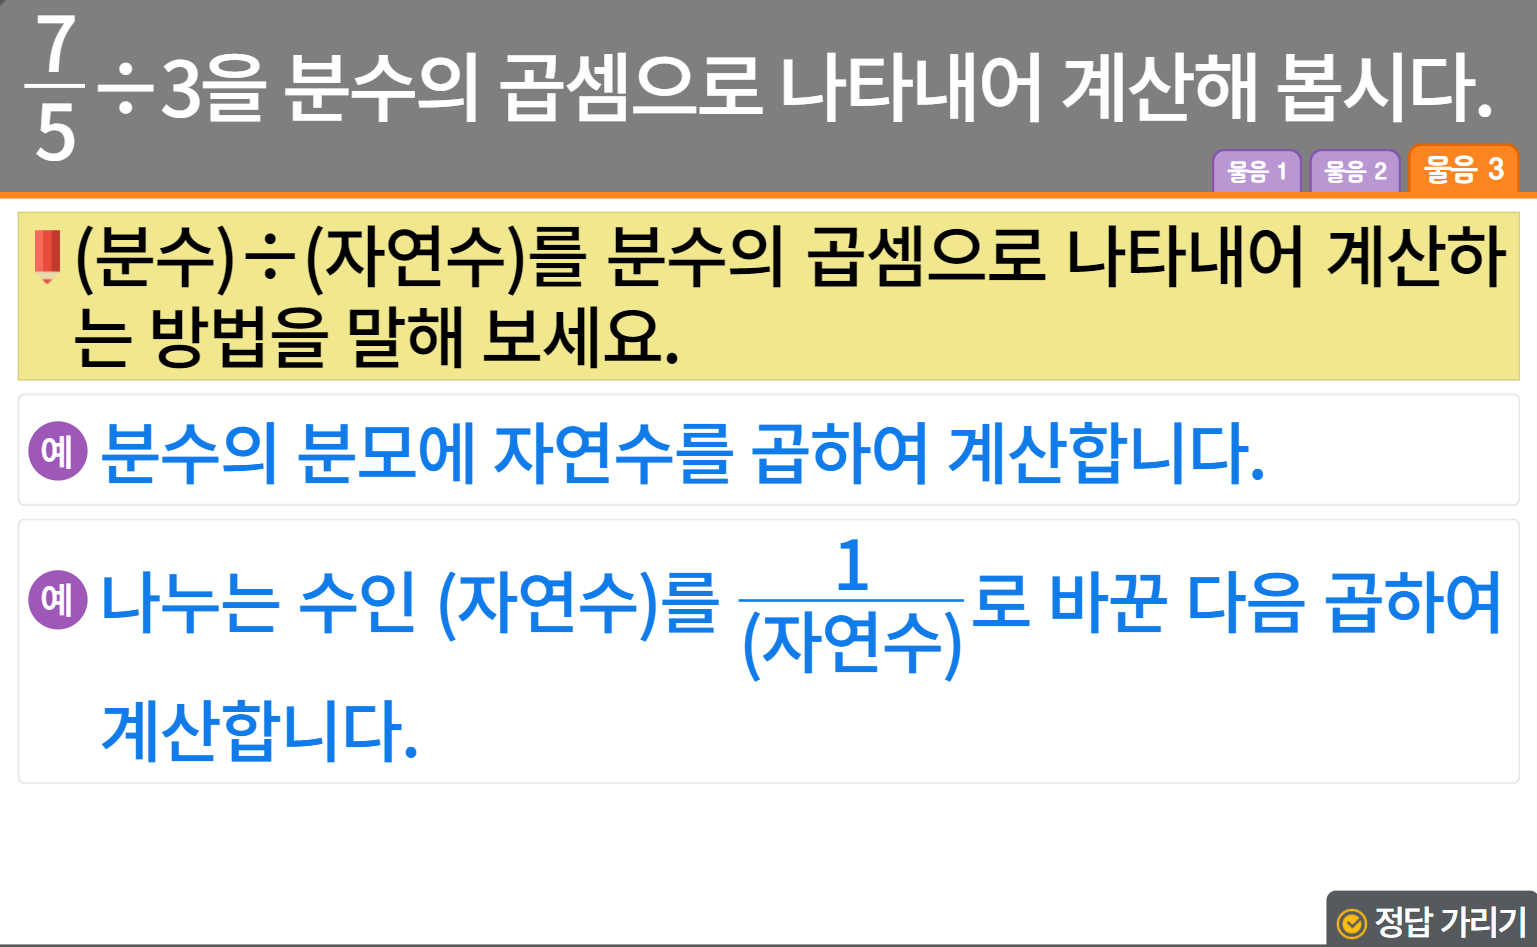 7/5÷3을 분수의 곱셈으로 나타내어 계산해 봅시다.
물음 1 물음 2 물음 3
(분수)÷(자연수)를 분수의 곱셈으로 나타내어 계산하
는 방법을 말해 보세요.
예 분수의 분모에 자연수를 곱하여 계산합니다.
예 나누는 수인 (자연수)를 1/(자연수)로 바꾼 다음 곱하여
계산합니다.
정답 가리기